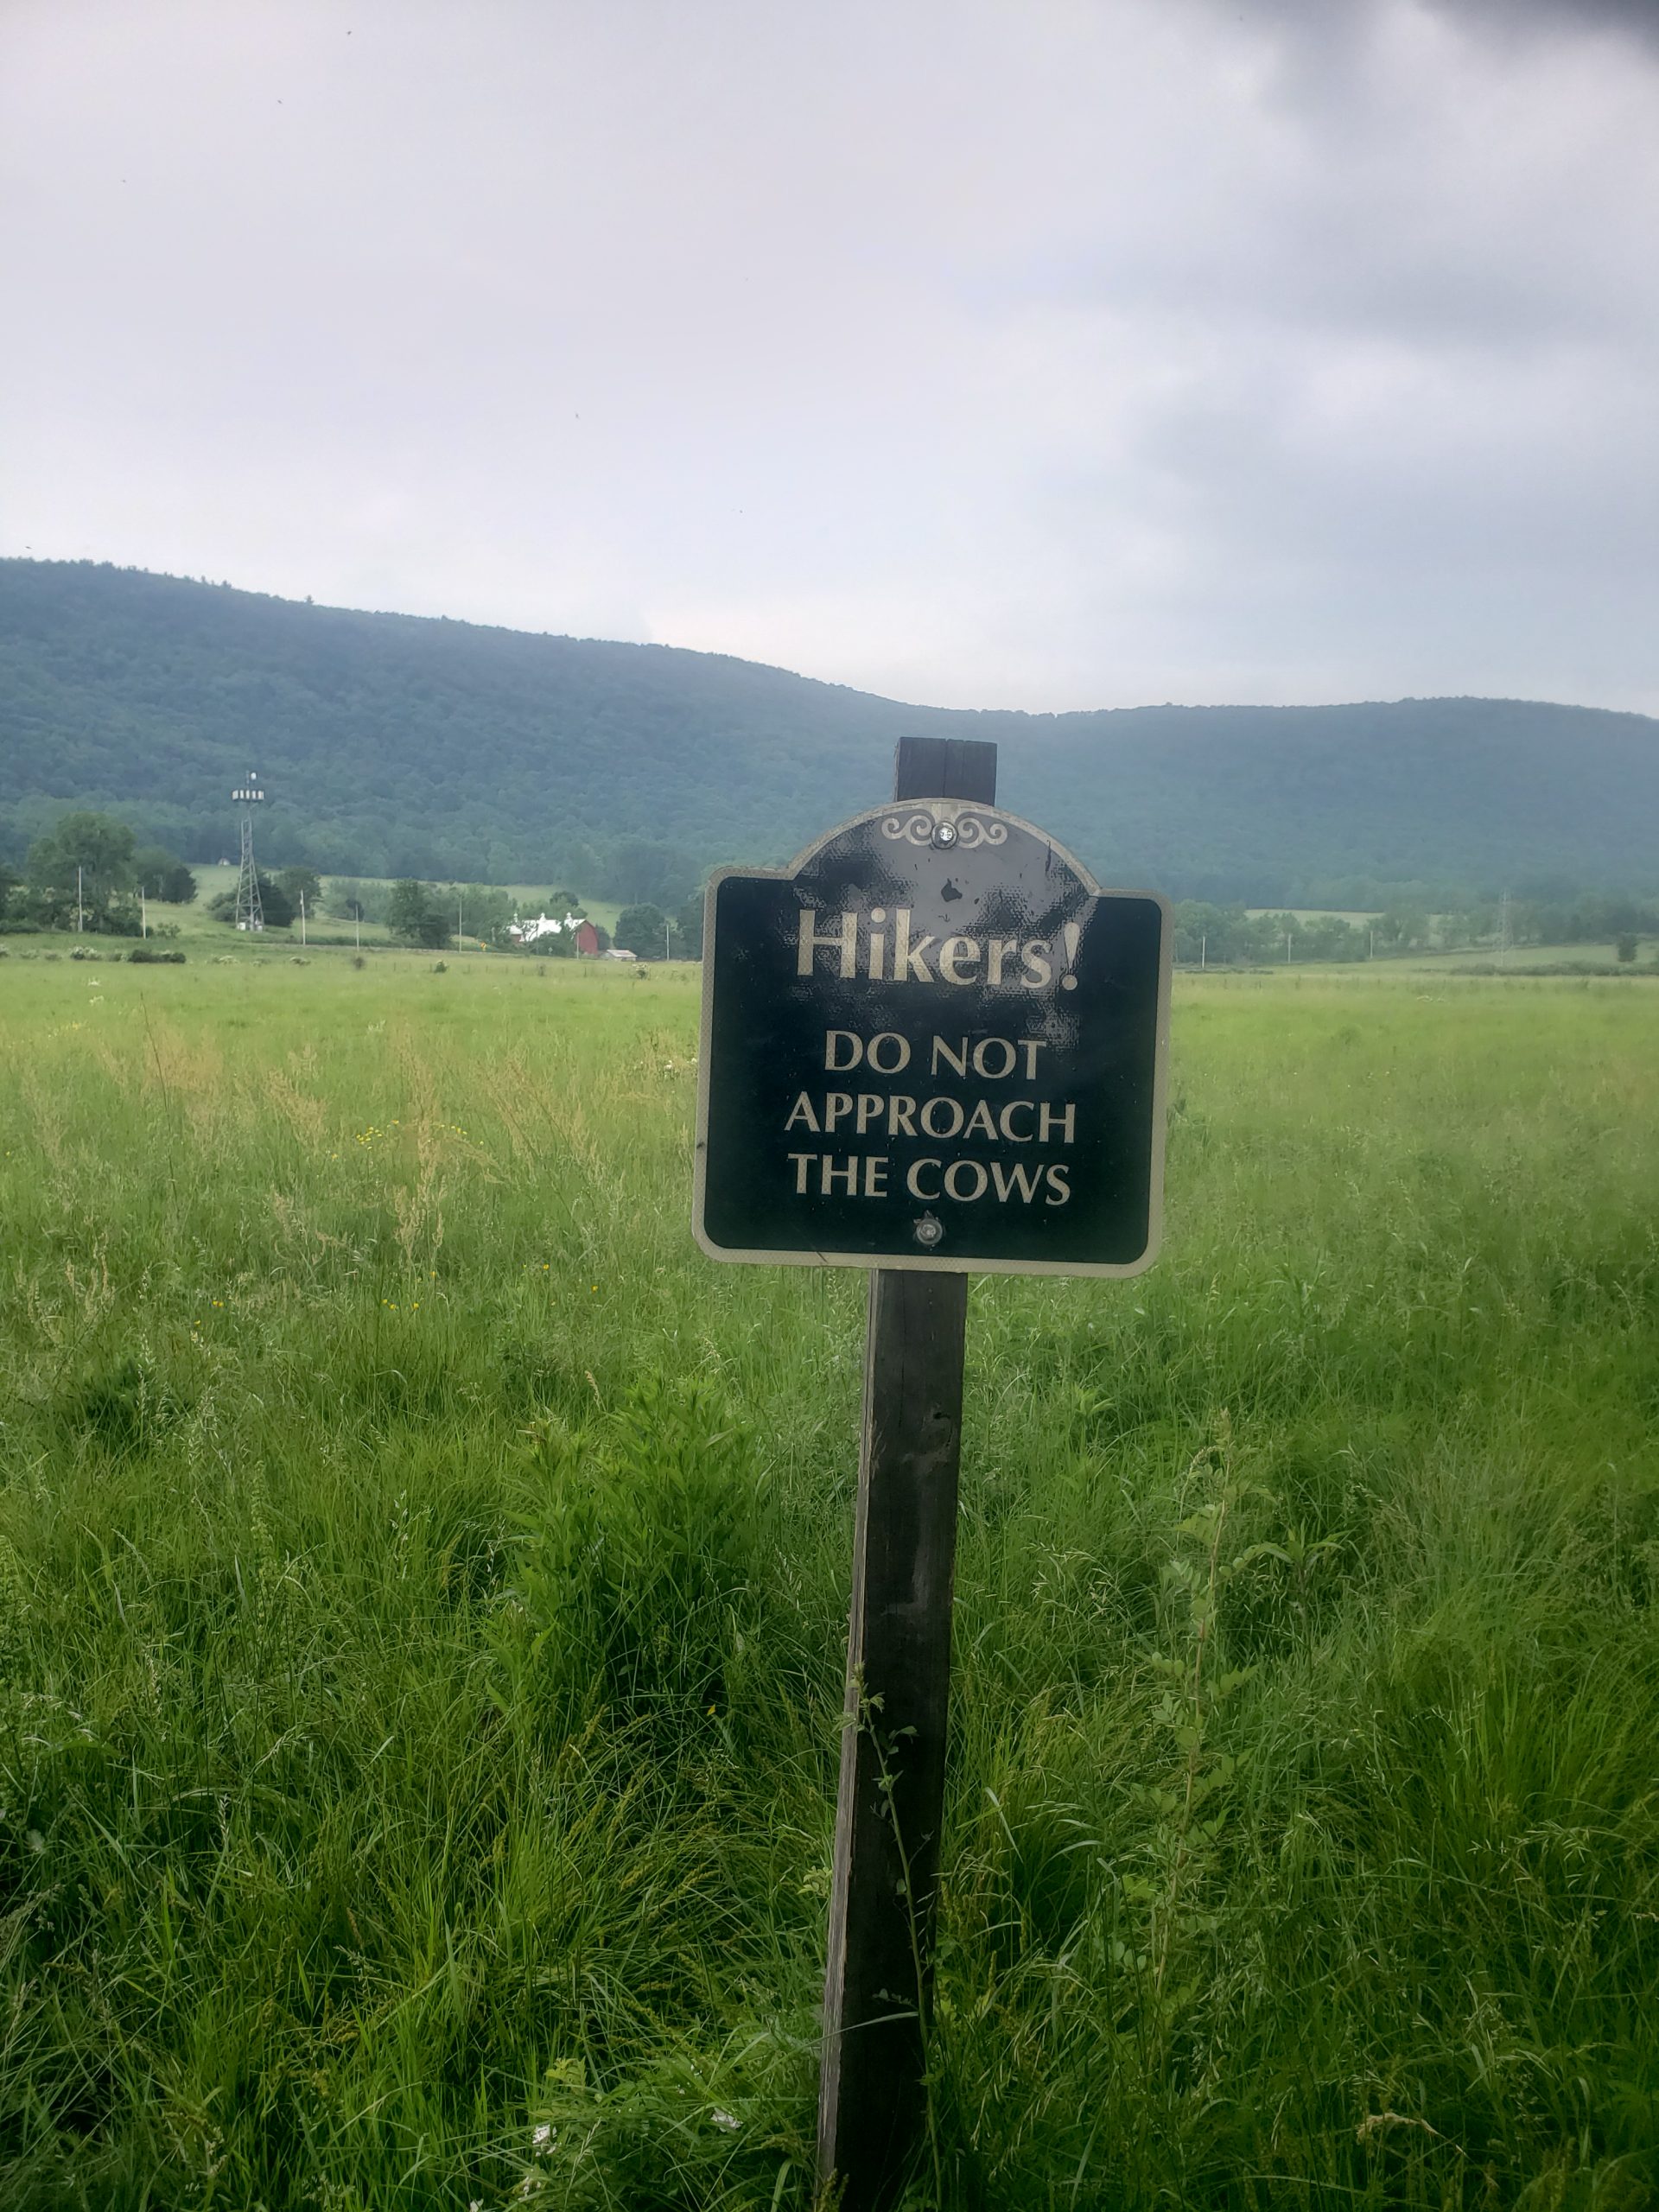 Hikers!
DO NOT
APPROACH
THE COWS